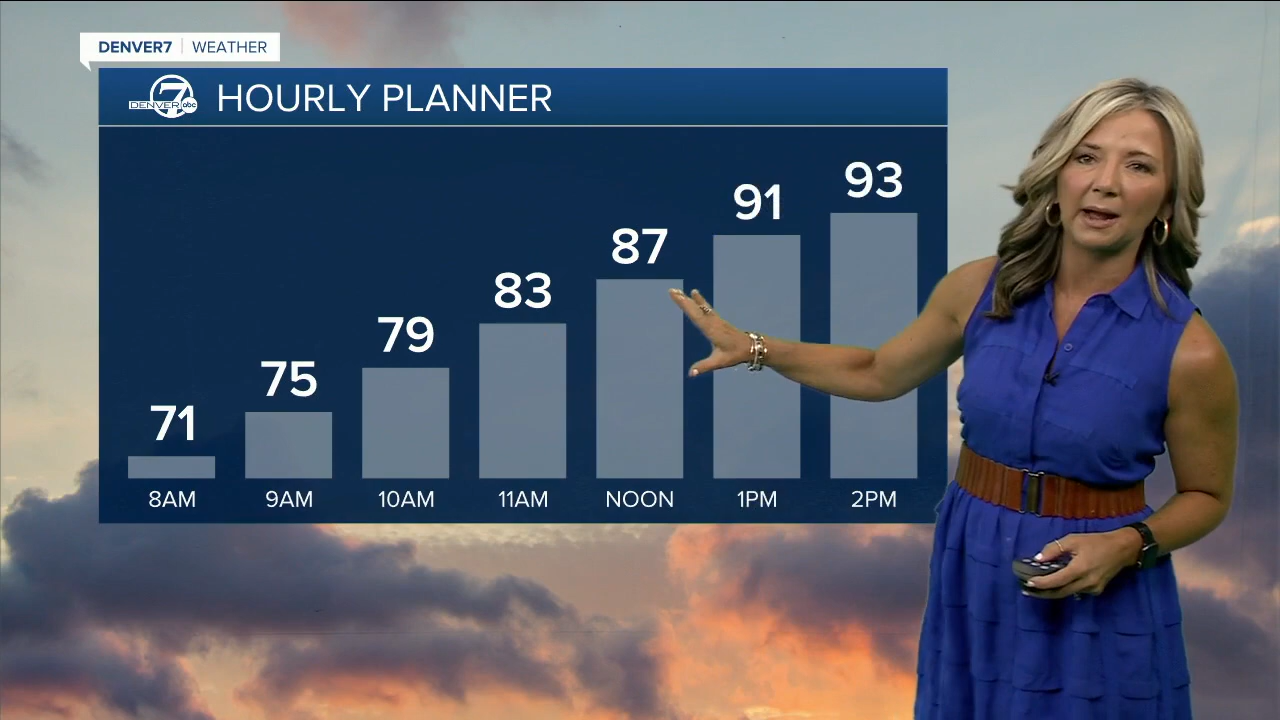 DENVER7 | WEATHER
DENVER 7 abc HOURLY PLANNER
71 75 79 83 87 91 93
8AM 9AM 10AM 11AM NOON 1PM 2PM